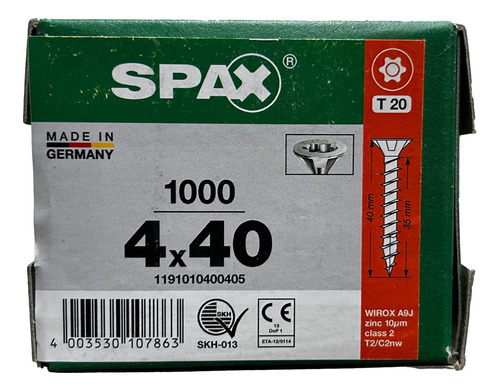 SPAX®
T 20
MADE IN
GERMANY
1000
4x40
1191010400405
40 mm
35 mm
4 003530 107863
SKH
SKH-013
CE
13
DoP 1
ETA-12/0114
WIROX A9J
zinc 10µm
class 2
T2/C2nw